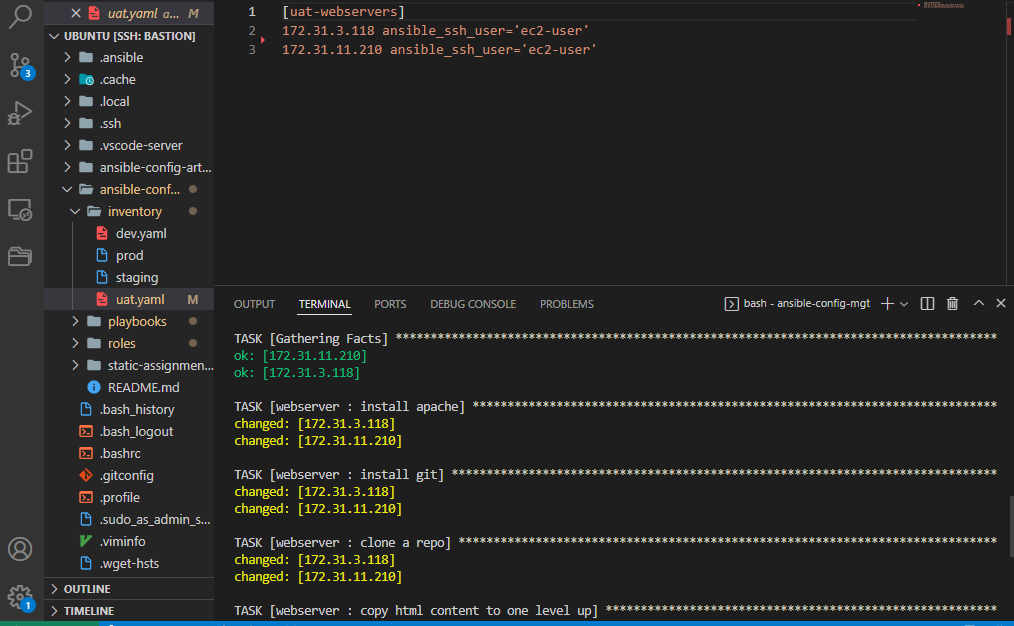 uat.yaml a... M
UBUNTU [SSH: BASTION]
.ansible
.cache
.local
.ssh
.vscode-server
ansible-config-art...
ansible-conf...
inventory
dev.yaml
prod
staging
uat.yaml M
playbooks
roles
static-assignmen...
README.md
.bash_history
.bash_logout
.bashrc
.gitconfig
.profile
.sudo_as_admin_s...
.viminfo
.wget-hsts
OUTLINE
TIMELINE
3
1
1 [uat-webservers]
2 172.31.3.118 ansible_ssh_user='ec2-user'
3 172.31.11.210 ansible_ssh_user='ec2-user'
OUTPUT TERMINAL PORTS DEBUG CONSOLE PROBLEMS bash - ansible-config-mgt
TASK [Gathering Facts] **************************************************************************************
ok: [172.31.11.210]
ok: [172.31.3.118]
TASK [webserver : install apache] ***************************************************************************
changed: [172.31.3.118]
changed: [172.31.11.210]
TASK [webserver : install git] ******************************************************************************
changed: [172.31.3.118]
changed: [172.31.11.210]
TASK [webserver : clone a repo] *****************************************************************************
changed: [172.31.3.118]
changed: [172.31.11.210]
TASK [webserver : copy html content to one level up] ********************************************************